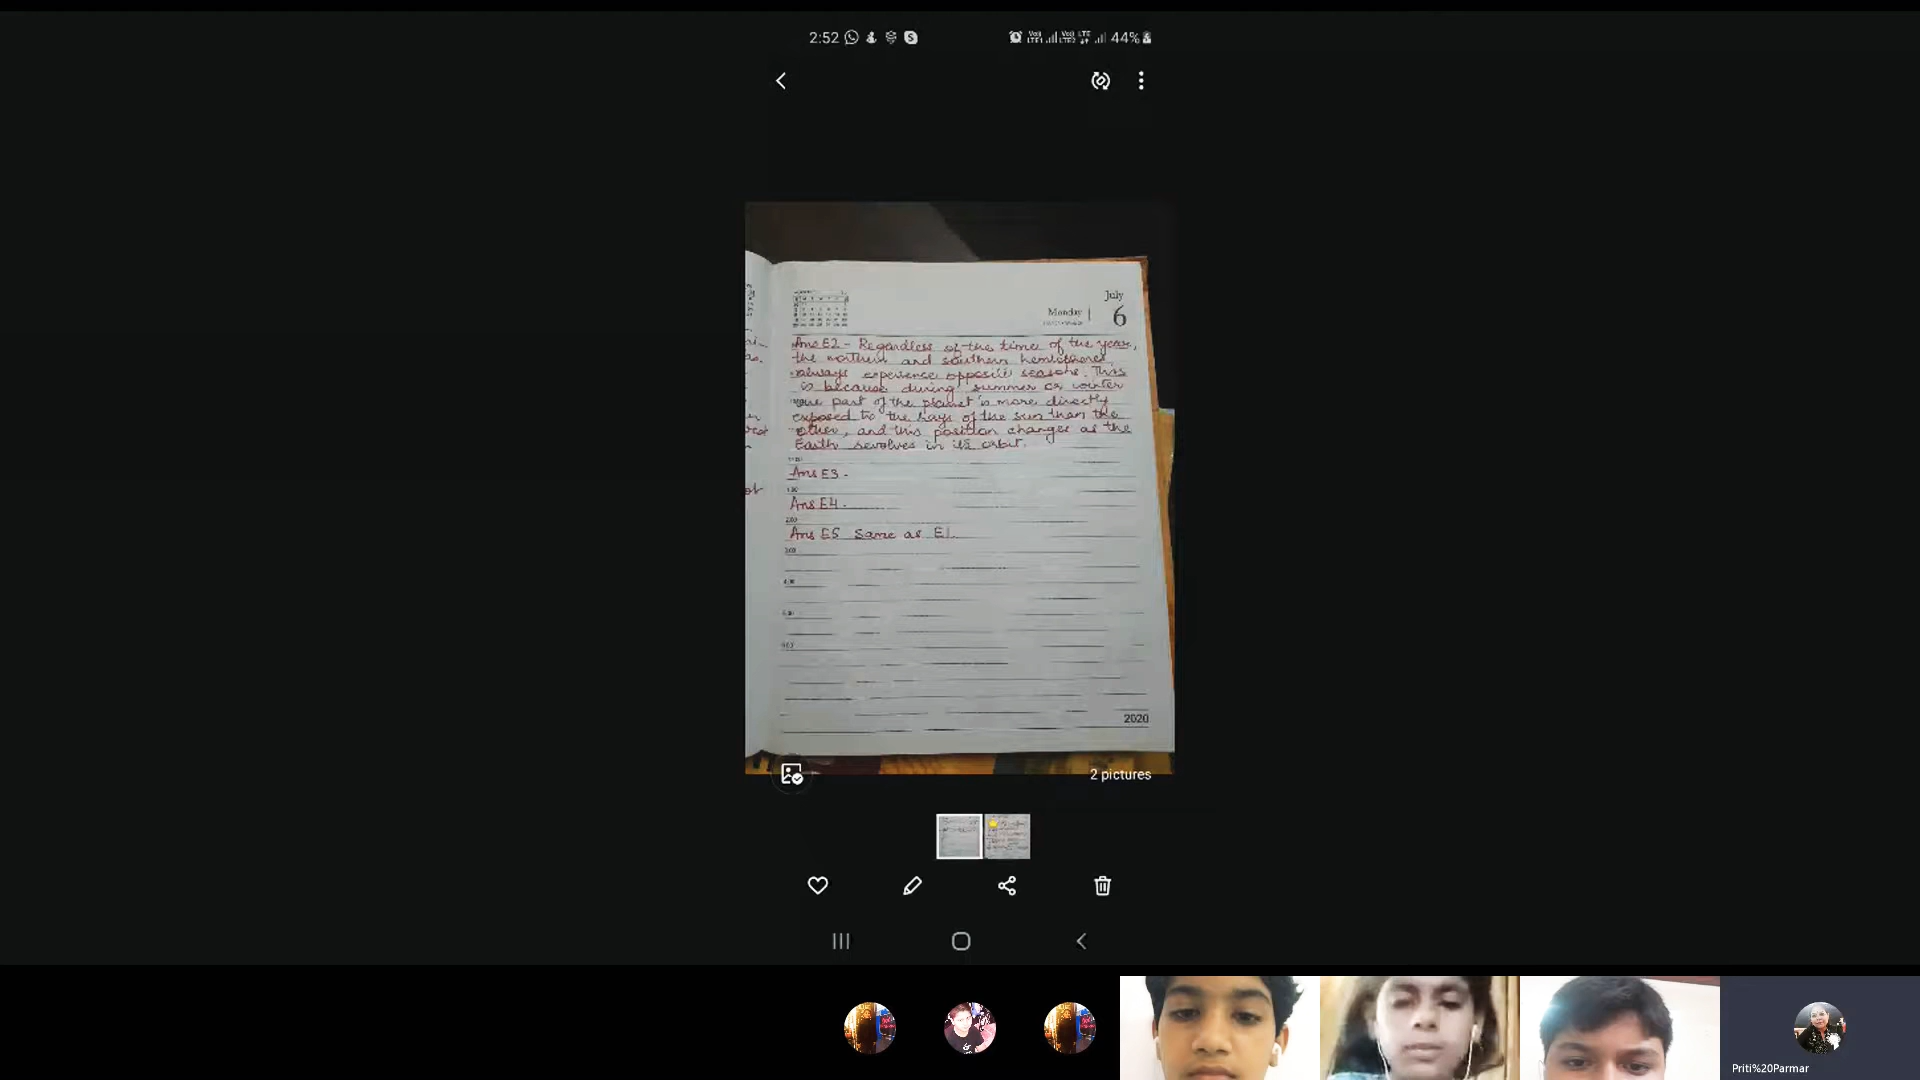 2:52
44%
July
Monday
6
Ans E2 - Regardless of the time of the year,
the northern and southern hemisphere
always experience opposite seasons. This
is because during summer or winter
one part of the planet is more directly
exposed to the rays of the sun than the
other, and this position changes as the
Earth revolves in its orbit.
Ans E3 -
Ans E4 -
Ans E5 Same as E1
2020
2 pictures
Priti%20Parmar